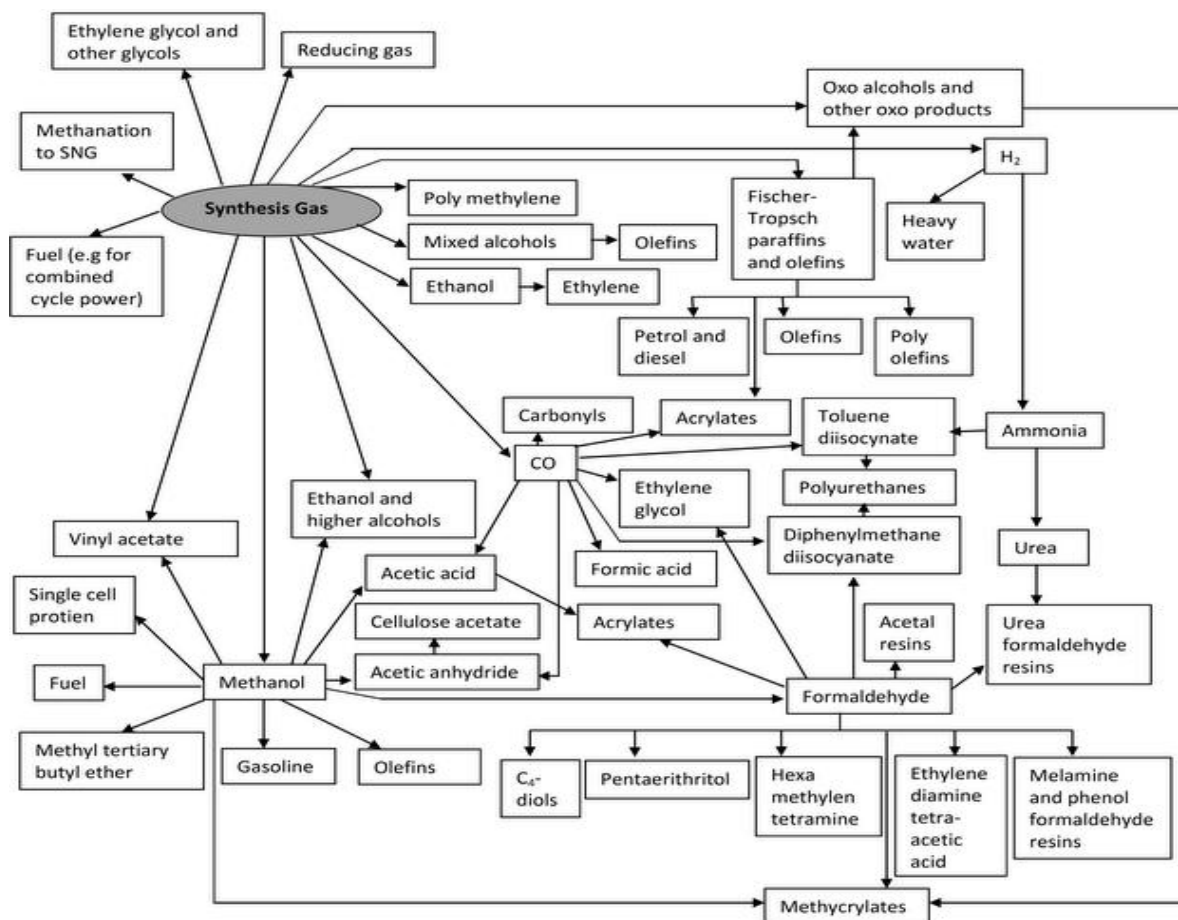 Ethylene glycol and
other glycols
Reducing gas
Oxo alcohols and
other oxo products
Methanation
to SNG
H₂
Synthesis Gas
Poly methylene
Fischer-
Tropsch
paraffins
and olefins
Heavy
water
Fuel (e.g for
combined
cycle power)
Mixed alcohols
Olefins
Ethanol
Ethylene
Petrol and
diesel
Olefins
Poly
olefins
Carbonyls
Acrylates
Toluene
diisocynate
Ammonia
CO
Ethylene
glycol
Polyurethanes
Ethanol and
higher alcohols
Vinyl acetate
Diphenylmethane
diisocyanate
Urea
Acetic acid
Formic acid
Single cell
protien
Cellulose acetate
Acrylates
Acetal
resins
Urea
formaldehyde
resins
Fuel
Methanol
Acetic anhydride
Formaldehyde
Methyl tertiary
butyl ether
Gasoline
Olefins
C₄-
diols
Pentaerithritol
Hexa
methylen
tetramine
Ethylene
diamine
tetra-
acetic
acid
Melamine
and phenol
formaldehyde
resins
Methycrylates